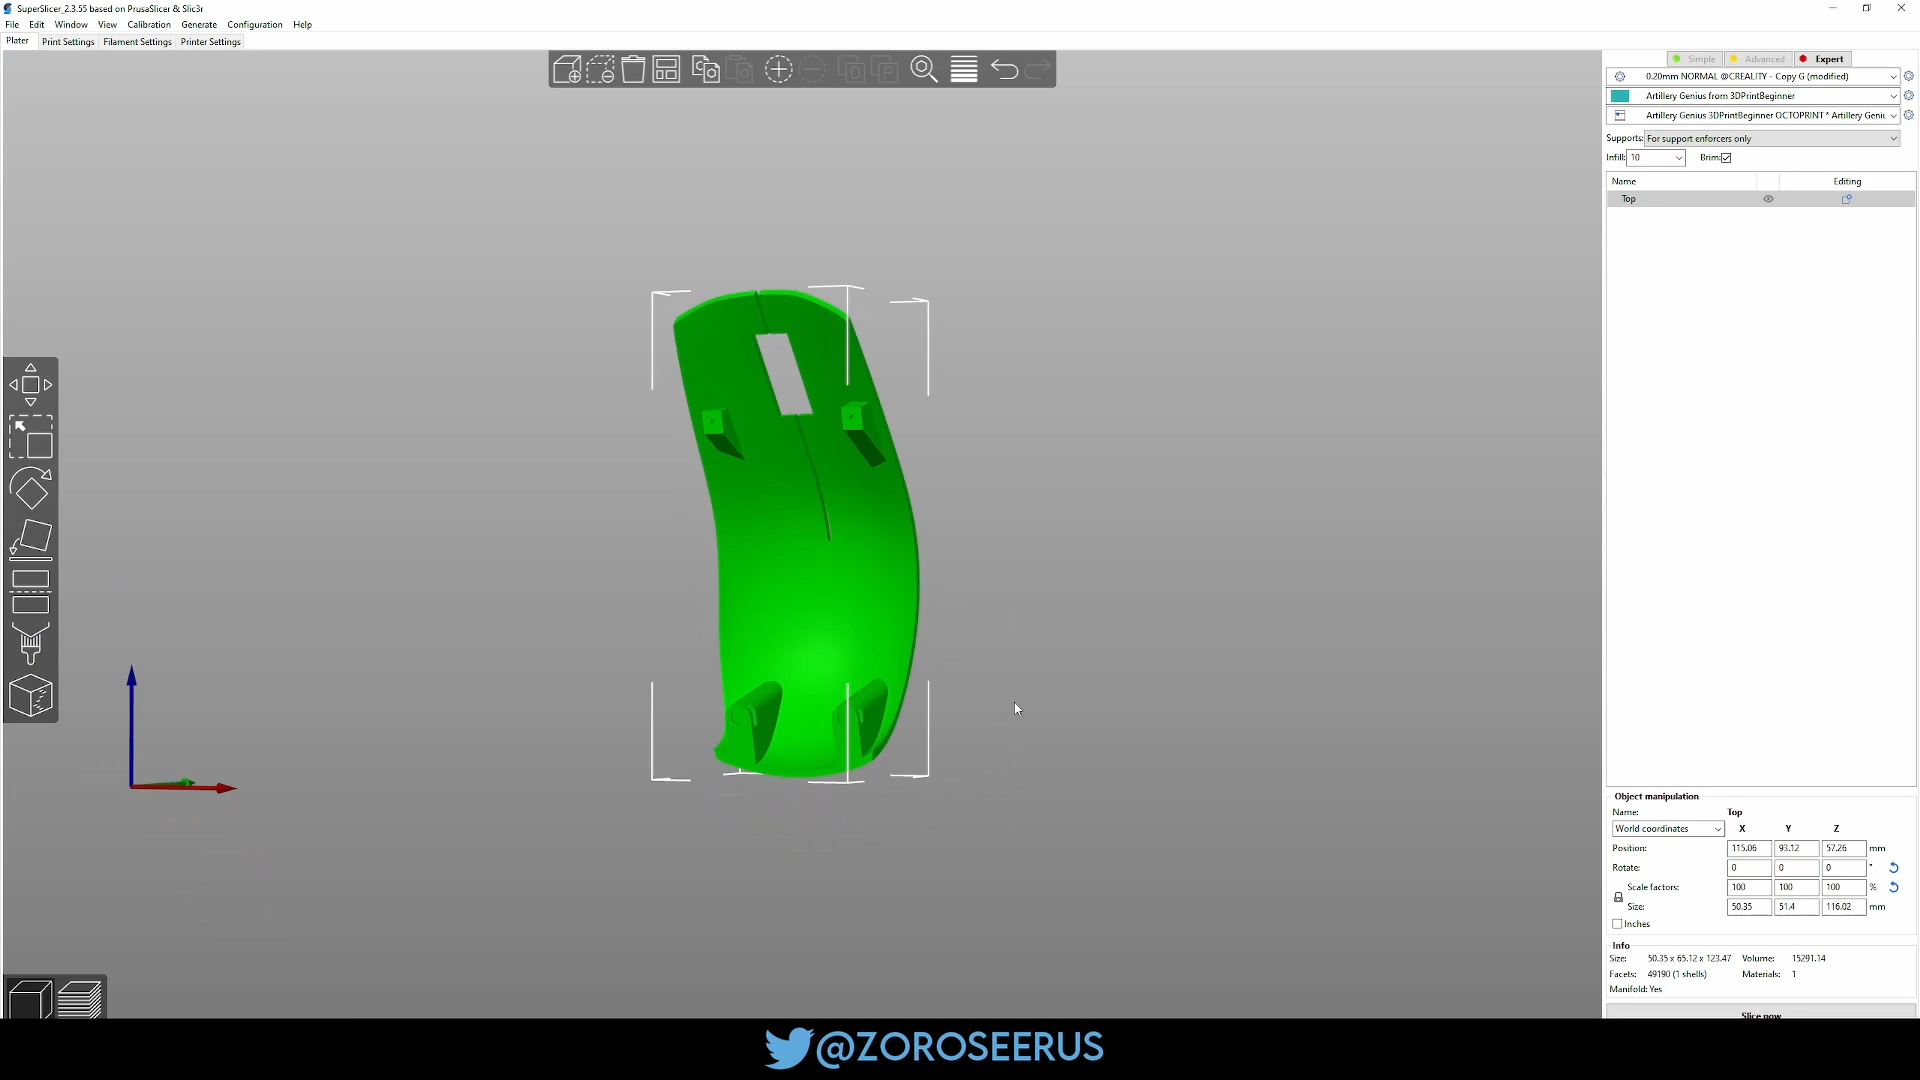 SuperSlicer_2.3.55 based on PrusaSlicer & Slic3r
File Edit Window View Calibration Generate Configuration Help
Plater Print Settings Filament Settings Printer Settings
Simple Advanced Expert
0.20mm NORMAL @CREALITY - Copy G (modified)
Artillery Genius from 3DPrintBeginner
Artillery Genius 3DPrintBeginner OCTOPRINT * Artillery Geniu
Supports: For support enforcers only
Infill: 10 Brim:
Name Editing
Top
Object manipulation
Name: Top
World coordinates X Y Z
Position: 115.06 93.12 57.26 mm
Rotate: 0 0 0 °
Scale factors: 100 100 100 %
Size: 50.35 51.4 116.02 mm
Inches
Info
Size: 50.35 x 65.12 x 123.47 Volume: 15291.14
Facets: 49190 (1 shells) Materials: 1
Manifold: Yes
Slice now
@ZOROSEERUS